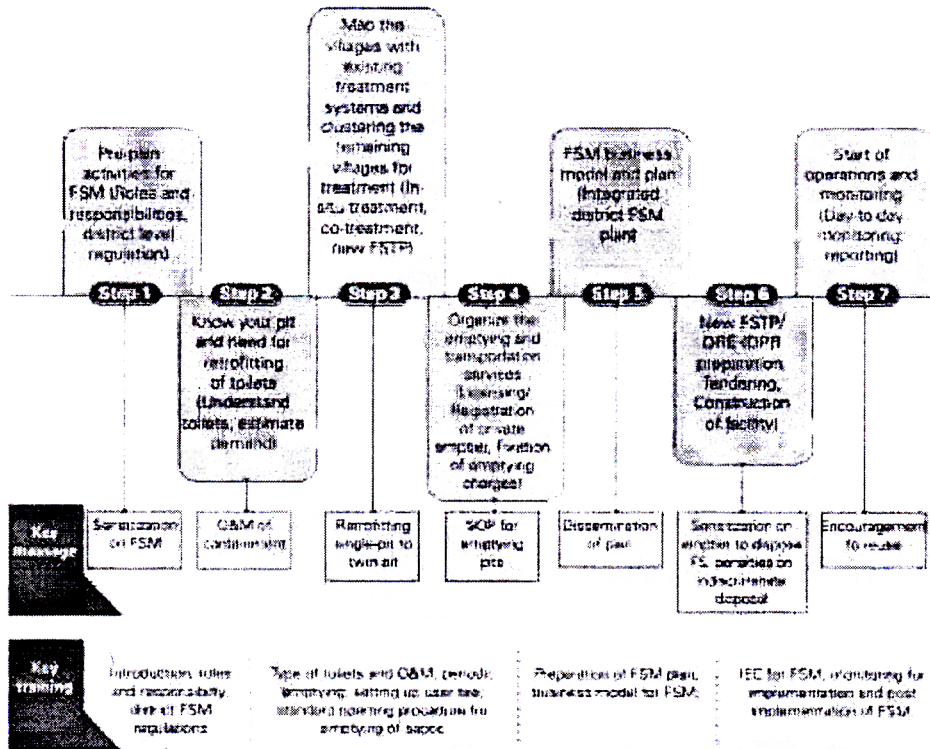 Map the
villages with
existing
treatment
systems and
clustering the
remaining
villages for
treatment (In-
situ treatment,
co-treatment,
new FSTP)
Pre-plan
activities for
FSM (Roles and
responsibilities,
district level
regulation)
FSM business
model and plan
(Integrated
district FSM
plan)
Start of
operations and
monitoring
(Day to day
monitoring,
reporting)
Step 1
Step 2
Step 3
Step 4
Step 5
Step 6
Step 7
Know your pit
and need for
retrofitting
of toilets
(Understand
toilets, estimate
demand)
Organize the
emptying and
transportation
services
(Licensing/
Registration
of private
emptier, Fixation
of emptying
charges)
New FSTP/
(DPR
preparation,
Tendering,
Construction
of facility)
Key
message
Sensitization
on FSM
O&M of
containment
Retrofitting
single pit to
twin pit
SOP for
emptying
pits
Dissemination
of plan
Sensitization on
emptier to dispose
FS, penalties on
indiscriminate
disposal
Encouragement
to reuse
Key
training
Introduction, roles
and responsibility,
district FSM
regulations
Type of toilets and O&M, periodic
emptying, setting up user fee,
standard operating procedure for
emptying of
Preparation of FSM plan,
business model for FSM,
IEC for FSM, monitoring for
implementation and post
implementation of FSM